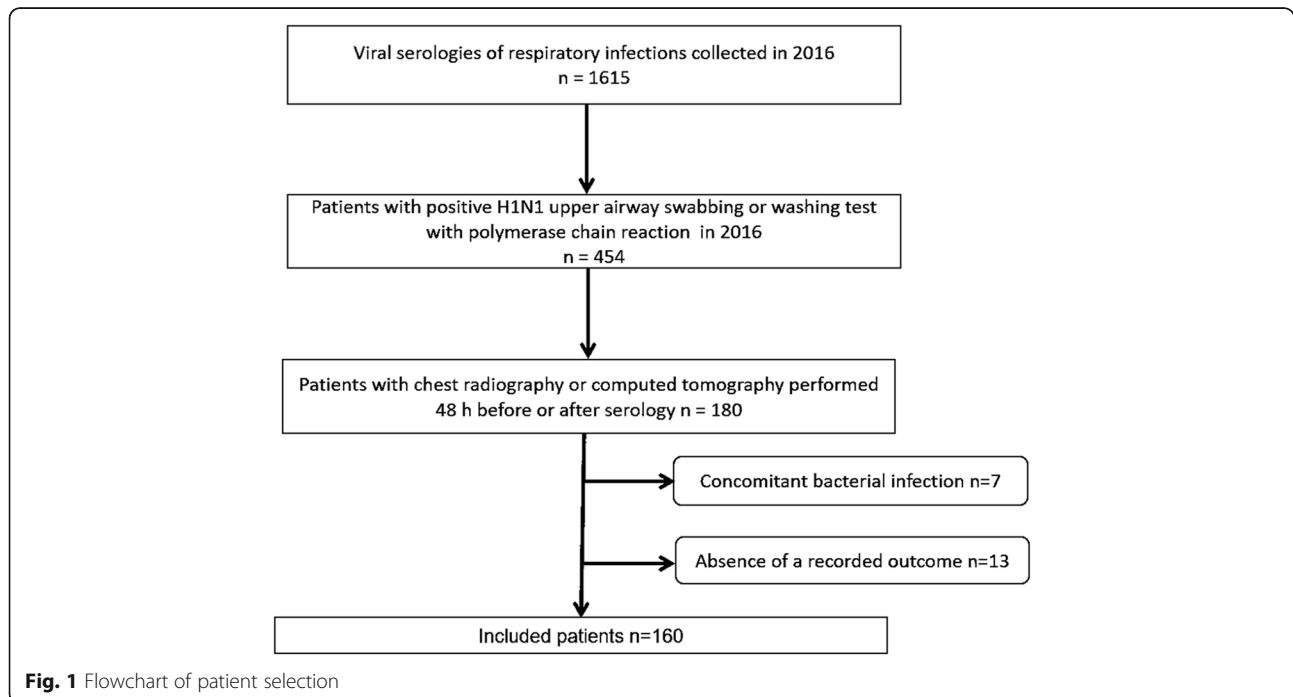 Viral serologies of respiratory infections collected in 2016
n = 1615
Patients with positive H1N1 upper airway swabbing or washing test
with polymerase chain reaction in 2016
n = 454
Patients with chest radiography or computed tomography performed
48 h before or after serology n = 180
Concomitant bacterial infection n=7
Absence of a recorded outcome n=13
Included patients n=160
Fig. 1 Flowchart of patient selection